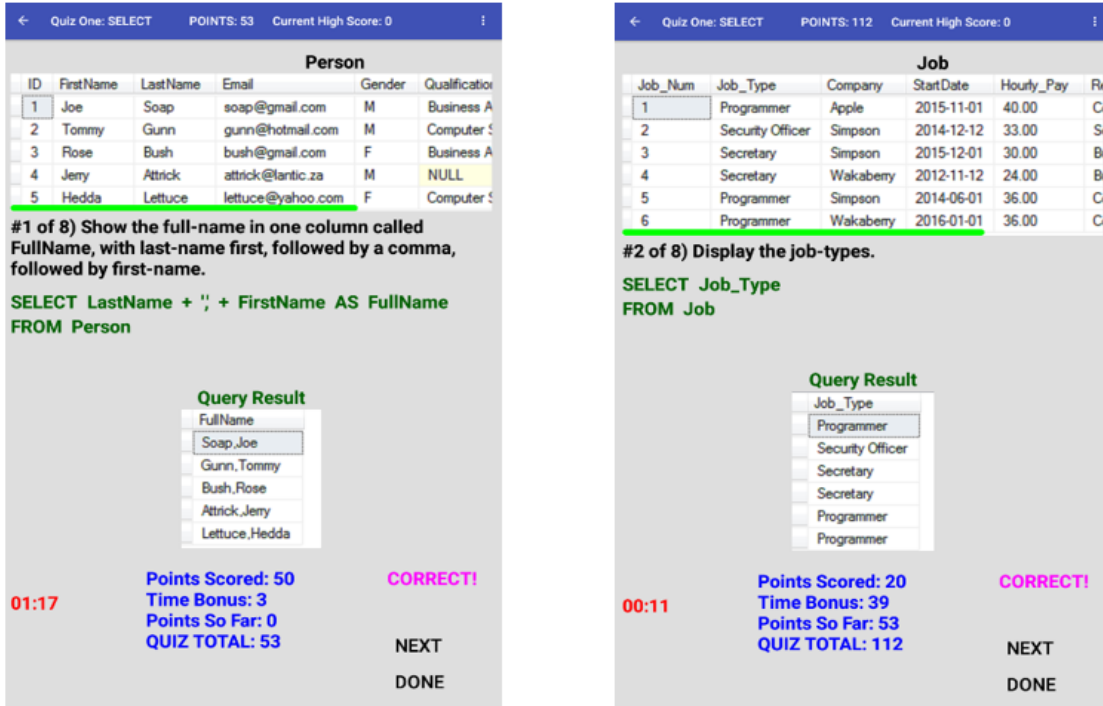 Quiz One: SELECT POINTS: 53 Current High Score: 0
Person
ID FirstName LastName Email Gender Qualification
1 Joe Soap soap@gmail.com M Business A
2 Tommy Gunn gunn@hotmail.com M Computer S
3 Rose Bush bush@gmail.com F Business A
4 Jerry Attrick attrick@lantic.za M NULL
5 Hedda Lettuce lettuce@yahoo.com F Computer S
#1 of 8) Show the full-name in one column called
FullName, with last-name first, followed by a comma,
followed by first-name.
SELECT LastName + ',' + FirstName AS FullName
FROM Person
Query Result
FullName
Soap,Joe
Gunn,Tommy
Bush,Rose
Attrick,Jerry
Lettuce,Hedda
Points Scored: 50 CORRECT!
01:17 Time Bonus: 3
Points So Far: 0
QUIZ TOTAL: 53
NEXT
DONE
Quiz One: SELECT POINTS: 112 Current High Score: 0
Job
Job_Num Job_Type Company StartDate Hourly_Pay Re
1 Programmer Apple 2015-11-01 40.00
2 Security Officer Simpson 2014-12-12 33.00
3 Secretary Simpson 2015-12-01 30.00
4 Secretary Wakaberry 2012-11-12 24.00
5 Programmer Simpson 2014-06-01 36.00
6 Programmer Wakaberry 2016-01-01 36.00
#2 of 8) Display the job-types.
SELECT Job_Type
FROM Job
Query Result
Job_Type
Programmer
Security Officer
Secretary
Secretary
Programmer
Programmer
Points Scored: 20 CORRECT!
00:11 Time Bonus: 39
Points So Far: 53
QUIZ TOTAL: 112
NEXT
DONE